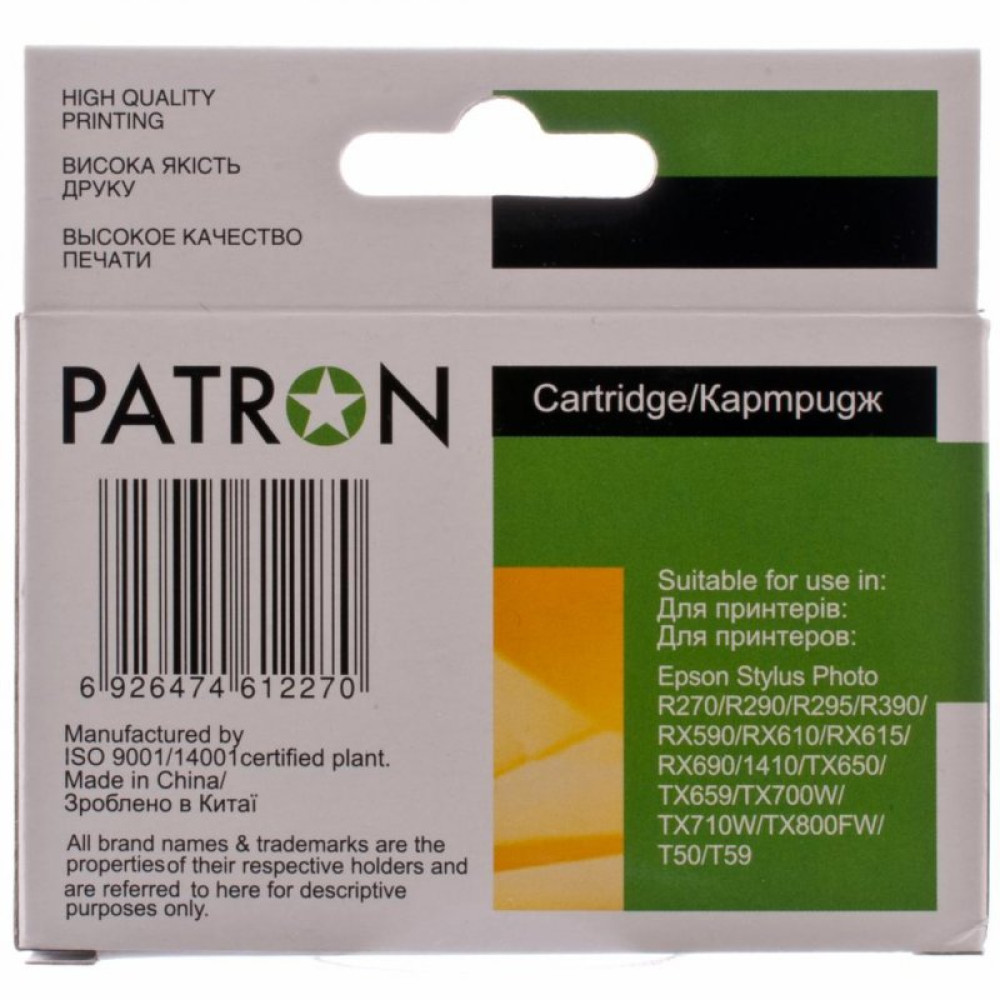 HIGH QUALITY
PRINTING
ВИСОКА ЯКІСТЬ
ДРУКУ
ВЫСОКОЕ КАЧЕСТВО
ПЕЧАТИ
PATRON
Cartridge/Картридж
6 926474 612270
Manufactured by
ISO 9001/14001certified plant.
Made in China/
Зроблено в Китаї
All brand names & trademarks are the
properties of their respective holders and
are referred to here for descriptive
purposes only.
Suitable for use in:
Для принтерів:
Для принтеров:
Epson Stylus Photo
R270/R290/R295/R390/
RX590/RX610/RX615/
RX690/1410/TX650/
TX659/TX700W/
TX710W/TX800FW/
T50/T59